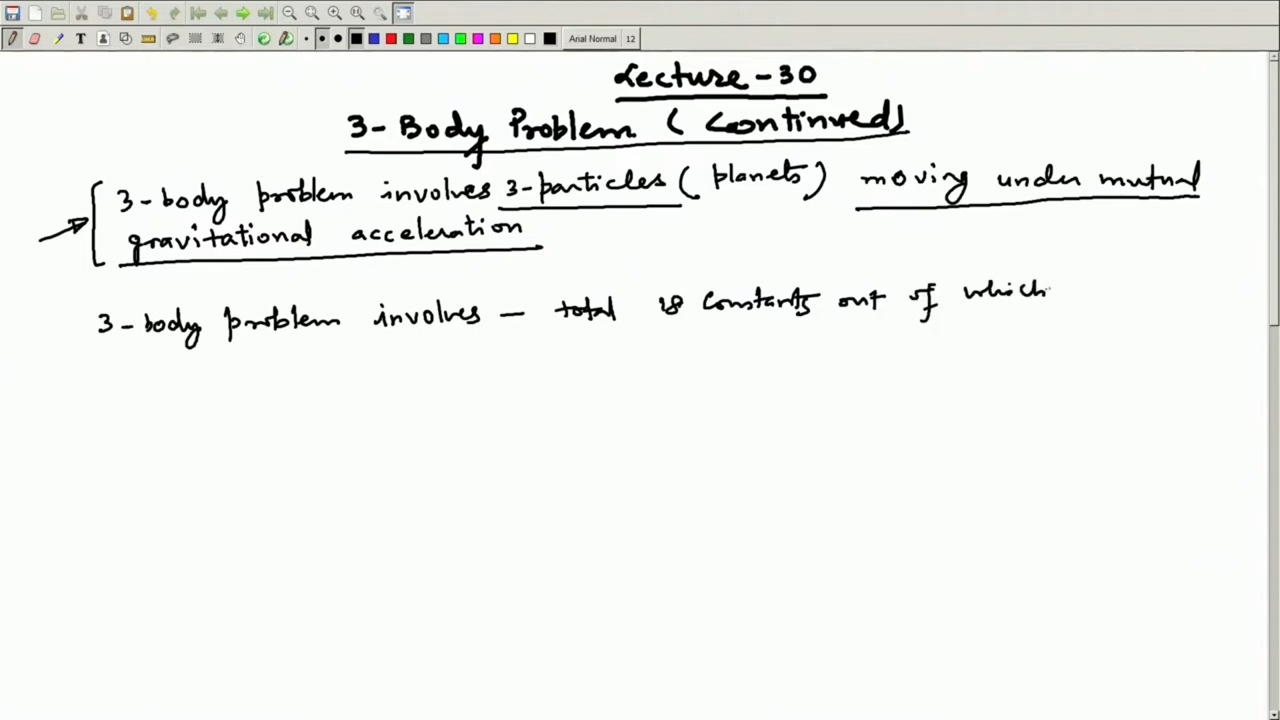 Arial Normal 12
Lecture-30
3-Body Problem (Continued)
3-body problem involves 3-particles (planets) moving under mutual
gravitational acceleration
3-body problem involves — total 18 constants out of which